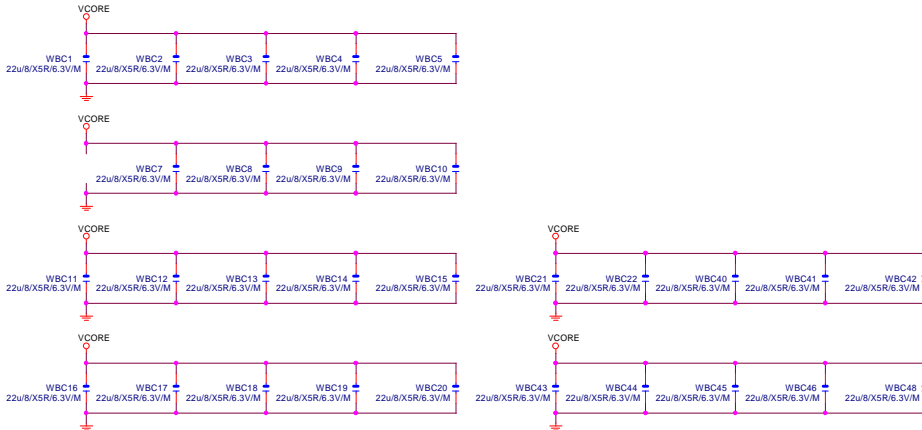 VCORE
WBC1 WBC2 WBC3 WBC4 WBC5
22u/8/X5R/6.3V/M 22u/8/X5R/6.3V/M 22u/8/X5R/6.3V/M 22u/8/X5R/6.3V/M 22u/8/X5R/6.3V/M
VCORE
WBC7 WBC8 WBC9 WBC10
22u/8/X5R/6.3V/M 22u/8/X5R/6.3V/M 22u/8/X5R/6.3V/M 22u/8/X5R/6.3V/M
VCORE VCORE
WBC11 WBC12 WBC13 WBC14 WBC15 WBC21 WBC22 WBC40 WBC41 WBC42
22u/8/X5R/6.3V/M 22u/8/X5R/6.3V/M 22u/8/X5R/6.3V/M 22u/8/X5R/6.3V/M 22u/8/X5R/6.3V/M 22u/8/X5R/6.3V/M 22u/8/X5R/6.3V/M 22u/8/X5R/6.3V/M 22u/8/X5R/6.3V/M 22u/8/X5R/6.3V/M
VCORE VCORE
WBC16 WBC17 WBC18 WBC19 WBC20 WBC43 WBC44 WBC45 WBC46 WBC48
22u/8/X5R/6.3V/M 22u/8/X5R/6.3V/M 22u/8/X5R/6.3V/M 22u/8/X5R/6.3V/M 22u/8/X5R/6.3V/M 22u/8/X5R/6.3V/M 22u/8/X5R/6.3V/M 22u/8/X5R/6.3V/M 22u/8/X5R/6.3V/M 22u/8/X5R/6.3V/M